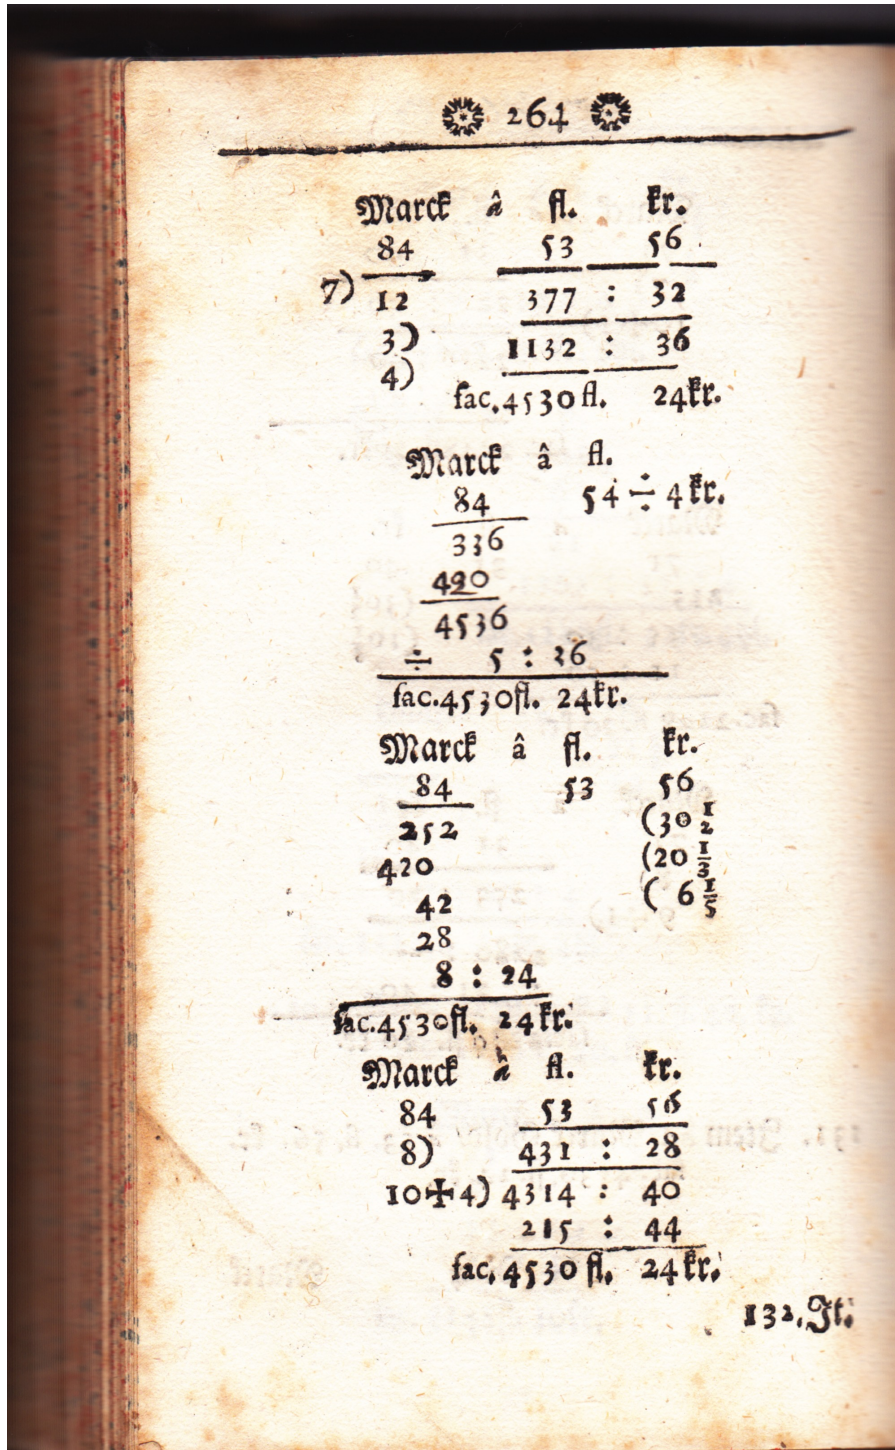 264
Marck â fl. kr.
84 53 56
7) 12 377 : 32
3) 1132 : 36
4)
fac. 4530 fl. 24 kr.
Marck â fl.
84 54 ÷ 4 kr.
336
420
4536
÷ 5 : 36
fac. 4530 fl. 24 kr.
Marck â fl. kr.
84 53 56
252 (30 1/2
420 (20 1/3
42 ( 6 1/5
28
8 : 24
fac. 4530 fl. 24 kr.
Marck â fl. kr.
84 53 56
8) 431 : 28
10+4) 4314 : 40
215 : 44
fac. 4530 fl. 24 kr.
132. It.